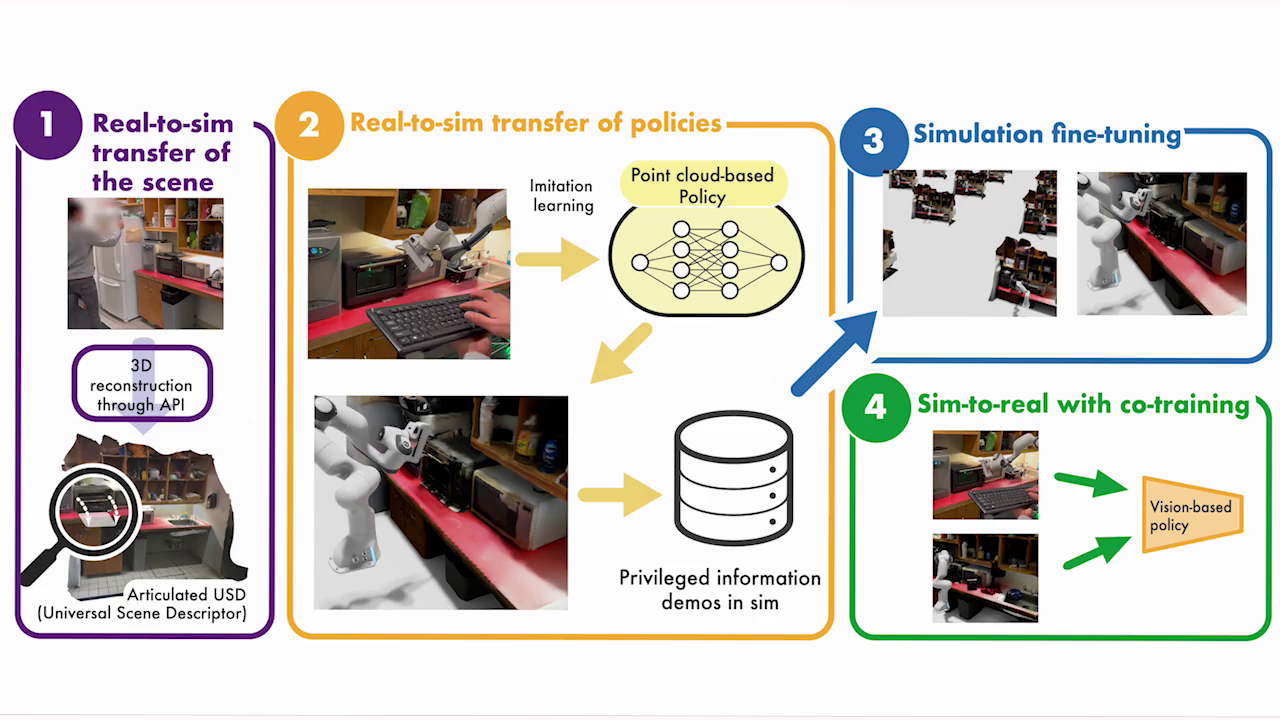 1
Real-to-sim
transfer of
the scene
3D
reconstruction
through API
Articulated USD
(Universal Scene Descriptor)
2
Real-to-sim transfer of policies
Imitation
learning
Point cloud-based
Policy
Privileged information
demos in sim
3
Simulation fine-tuning
4
Sim-to-real with co-training
Vision-based
policy